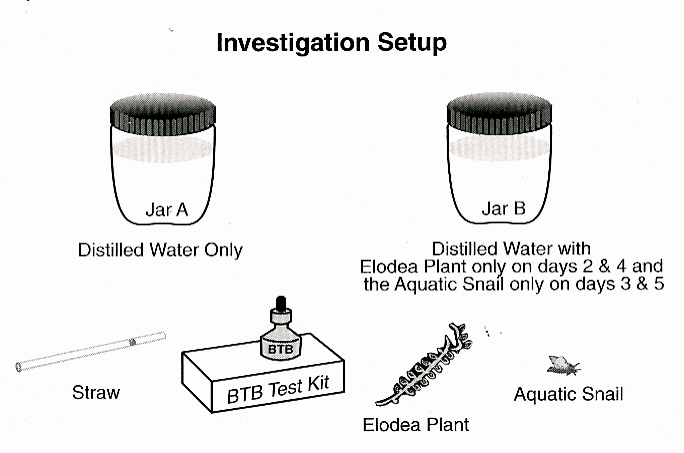 Investigation Setup
Jar A
Jar B
Distilled Water Only
Distilled Water with
Elodea Plant only on days 2 & 4 and
the Aquatic Snail only on days 3 & 5
BTB
BTB Test Kit
Straw
Elodea Plant
Aquatic Snail